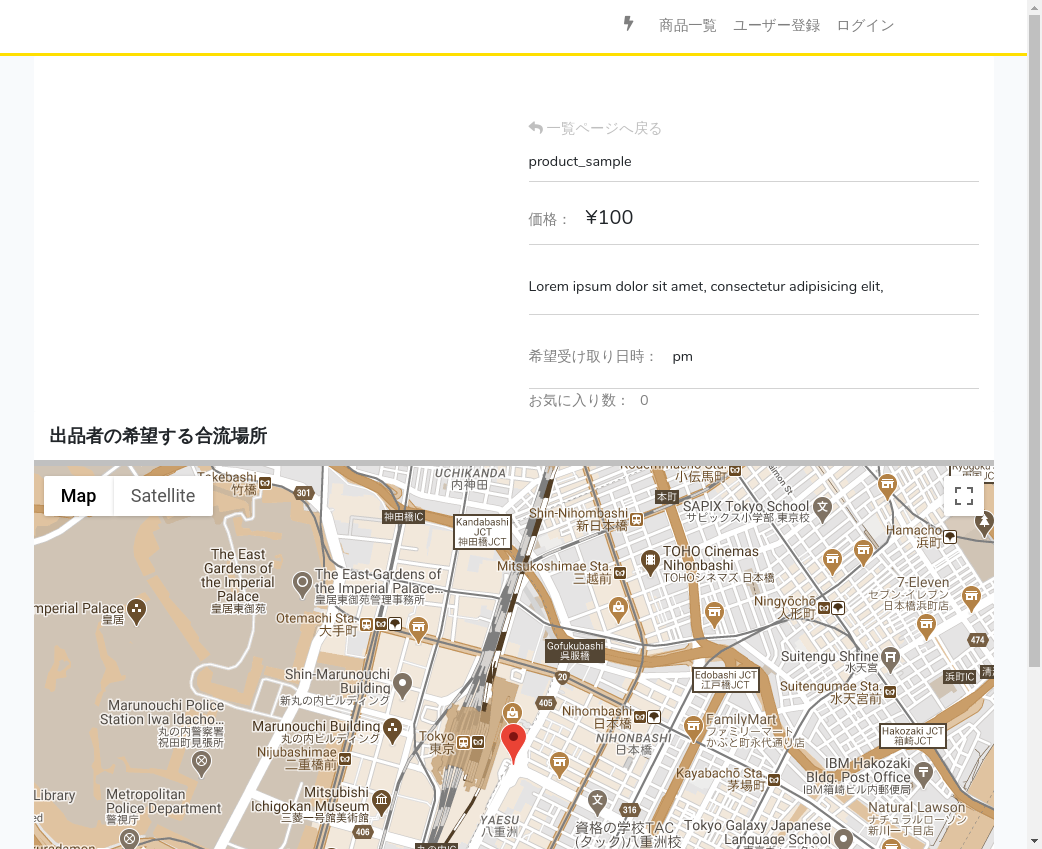 商品一覧 ユーザー登録 ログイン
一覧ページへ戻る
product_sample
価格： ¥100
Lorem ipsum dolor sit amet, consectetur adipisicing elit,
希望受け取り日時： pm
お気に入り数： 0
出品者の希望する合流場所
Map Satellite
Takebashi
竹橋
301
UCHIKANDA
内神田
神田橋IC
Kandabashi
JCT
神田橋JCT
Kodemmacho Sta.
小伝馬町
本町
Shin-Nihombashi
新日本橋
SAPIX Tokyo School
サピックス小学部 東京校
Hamacho
浜町
Mitsukoshimae Sta.
三越前
TOHO Cinemas
Nihonbashi
TOHOシネマズ 日本橋
The East
Gardens of
the Imperial
Palace
皇居東御苑
The East Gardens of
the Imperial Palace...
皇居東御苑管理事務所
mperial Palace
皇居
Otemachi Sta.
大手町
7-Eleven
セブン-イレブン
日本橋浜町店
Ningyōchō
人形町
474
Gofukubashi
呉服橋
20
Suitengu Shrine
水天宮
浜町IC
Edobashi JCT
江戸橋JCT
Suitengumae Sta.
水天宮前
Shin-Marunouchi
Building
新丸の内ビルディング
405
Marunouchi Police
Station Iwa Idacho...
丸の内警察署
祝田町見張所
Marunouchi Building
丸の内ビルディング
Nihombashi
日本橋
NIHONBASHI
日本橋
FamilyMart
ファミリーマート
かぶと町永代通り店
Hakozaki JCT
箱崎JCT
Tokyo
東京
Nijubashimae
二重橋前
Kayabachō Sta.
茅場町
IBM Hakozaki
Bldg. Post Office
IBM箱崎ビル内郵便局
Library
Metropolitan
Police Department
警視庁
Mitsubishi
Ichigokan Museum
三菱一号館美術館
406
YAESU
八重洲
316
資格の学校TAC
(タック)八重洲校
Tokyo Galaxy Japanese
Language School
Natural Lawson
ナチュラルローソン
新川一丁目店